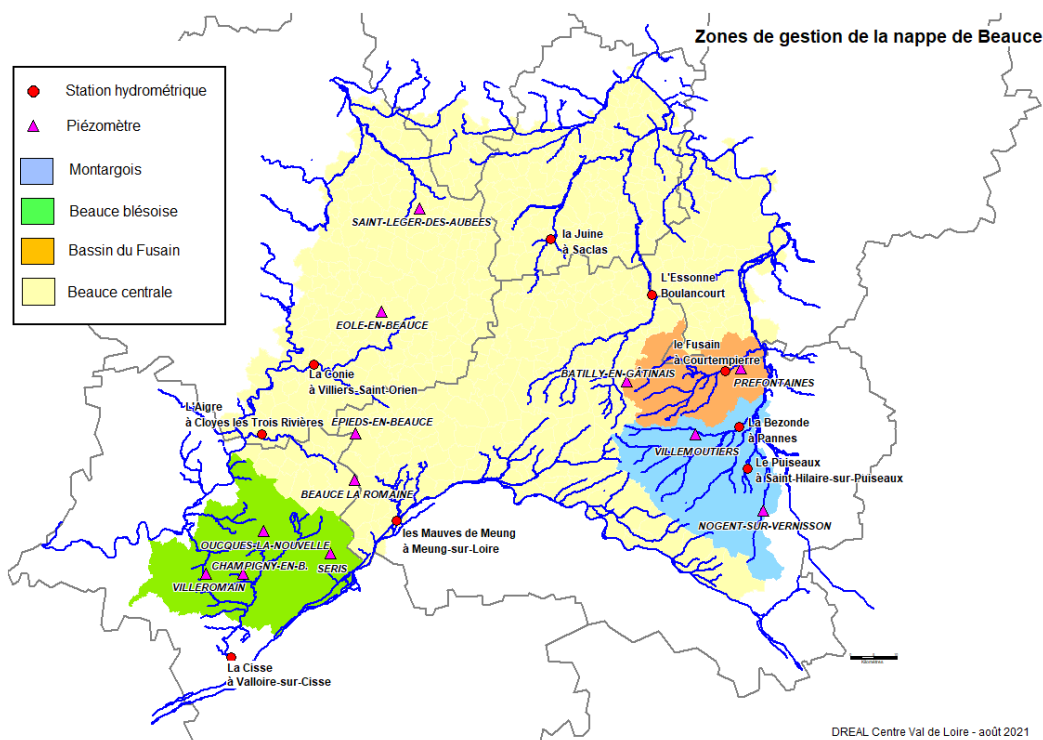 Zones de gestion de la nappe de Beauce
Station hydrométrique
Piézomètre
Montargois
Beauce blésoise
Bassin du Fusain
Beauce centrale
SAINT-LEGER-DES-AUBEES
la Juine
à Saclas
L'Essonne
Boulancourt
EOLE-EN-BEAUCE
le Fusain
à Courtempierre
BATILLY-EN-GÂTINAIS
PREFONTAINES
La Conie
à Villiers-Saint-Orien
L'Aigre
à Cloyes les Trois Rivières
ÉPIEDS-EN-BEAUCE
La Bezonde
à Pannes
VILLEMOUTIERS
Le Puiseaux
à Saint-Hilaire-sur-Puiseaux
BEAUCE LA ROMAINE
NOGENT-SUR-VERNISSON
les Mauves de Meung
à Meung-sur-Loire
OUCQUES-LA-NOUVELLE
CHAMPIGNY-EN-B.
SERIS
VILLEROMAIN
La Cisse
à Valloire-sur-Cisse
DREAL Centre Val de Loire - août 2021